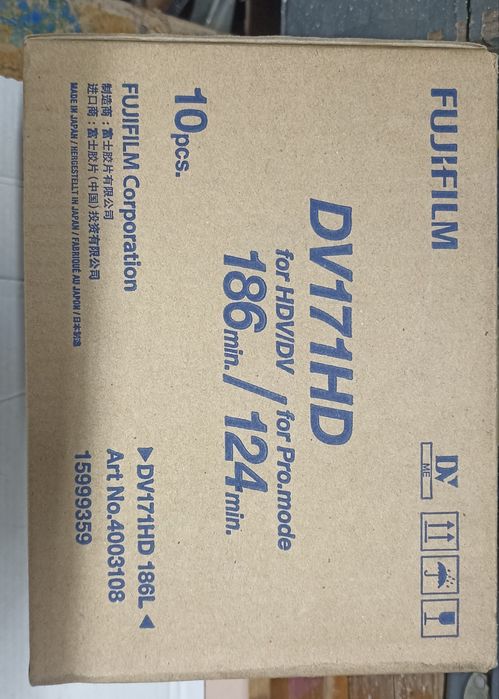 FUJIFILM
DV
ME
DV171HD
for HDV/DV for Pro.mode
186min./124min.
10pcs.
▶DV171HD 186L◀
Art No.4003108
15999359
FUJIFILM Corporation
制造商：富士胶片有限公司
进口商：富士胶片（中国）投资有限公司
MADE IN JAPAN / HERGESTELLT IN JAPAN / FABRIQUÉ AU JAPON / 日本制造